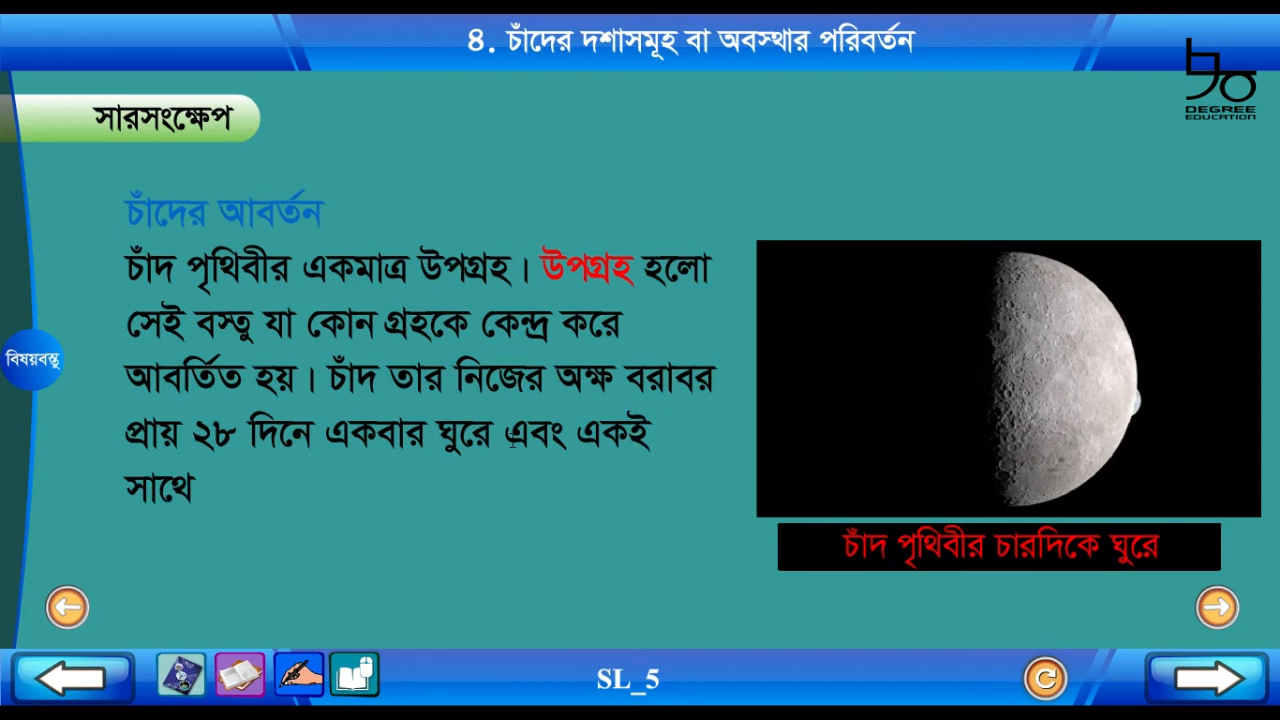 ৪. চাঁদের দশাসমূহ বা অবস্থার পরিবর্তন
DEGREE
EDUCATION
সারসংক্ষেপ
চাঁদের আবর্তন
চাঁদ পৃথিবীর একমাত্র উপগ্রহ। উপগ্রহ হলো
সেই বস্তু যা কোন গ্রহকে কেন্দ্র করে
আবর্তিত হয়। চাঁদ তার নিজের অক্ষ বরাবর
প্রায় ২৮ দিনে একবার ঘুরে এবং একই
সাথে
বিষয়বস্তু
চাঁদ পৃথিবীর চারদিকে ঘুরে
SL_5